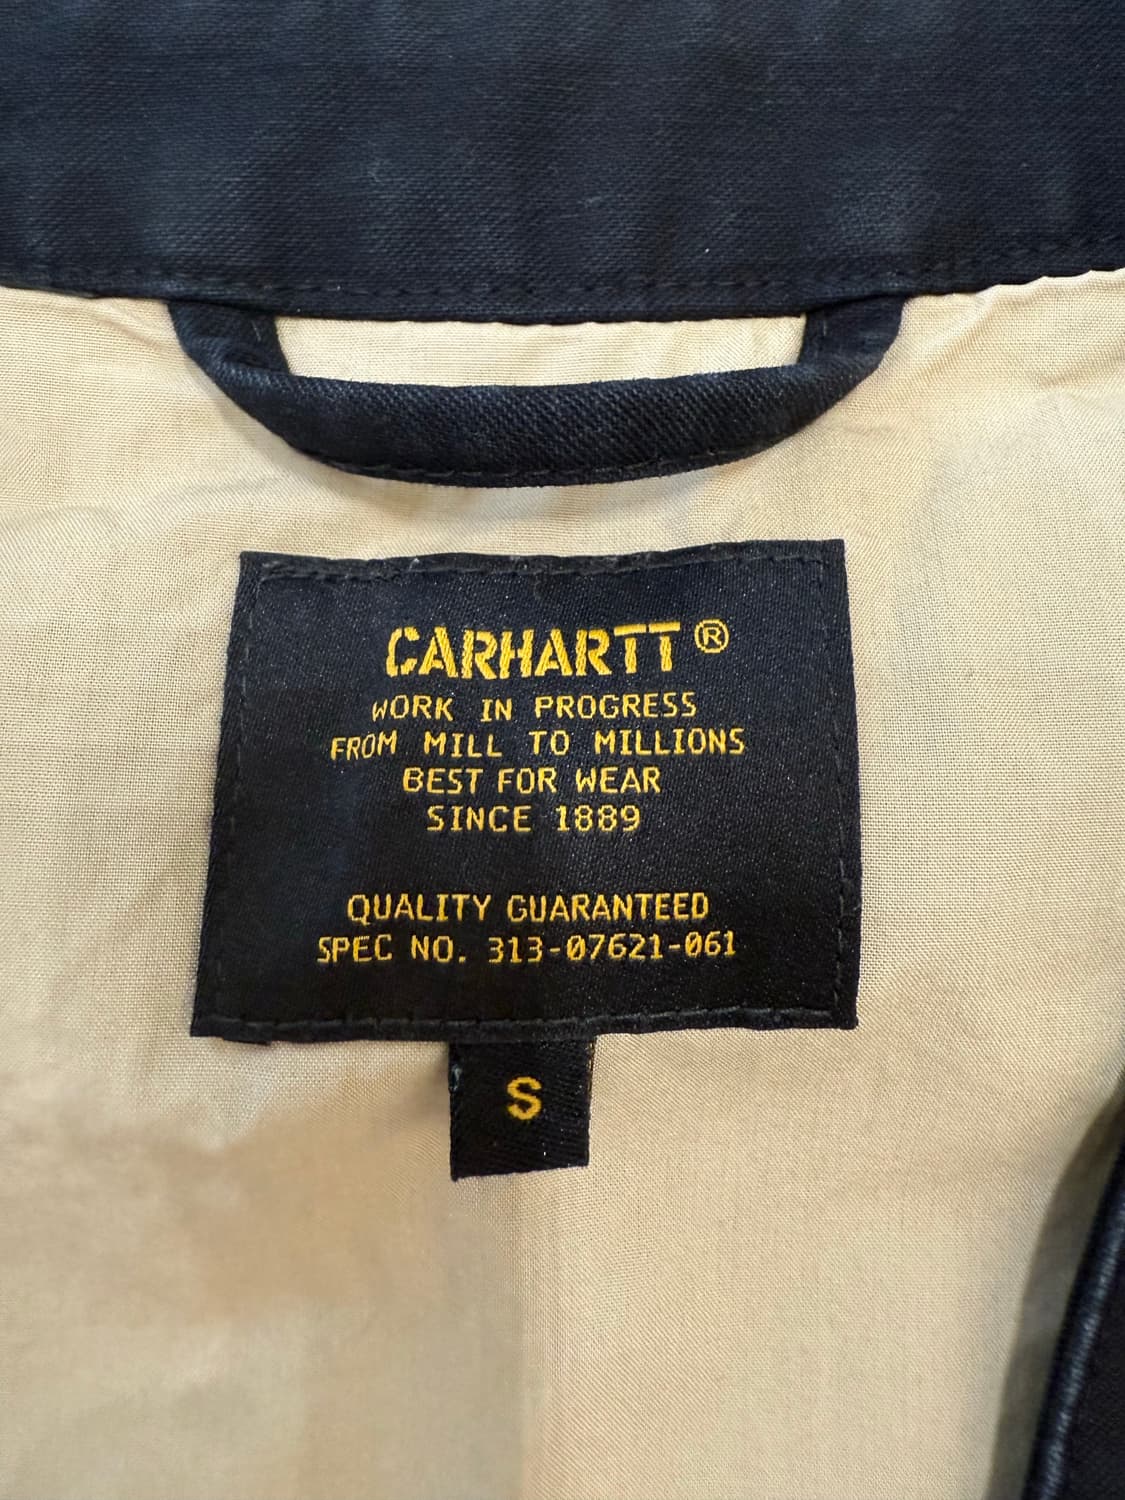 CARHARTT®
WORK IN PROGRESS
FROM MILL TO MILLIONS
BEST FOR WEAR
SINCE 1889
QUALITY GUARANTEED
SPEC NO. 313-07621-061
S